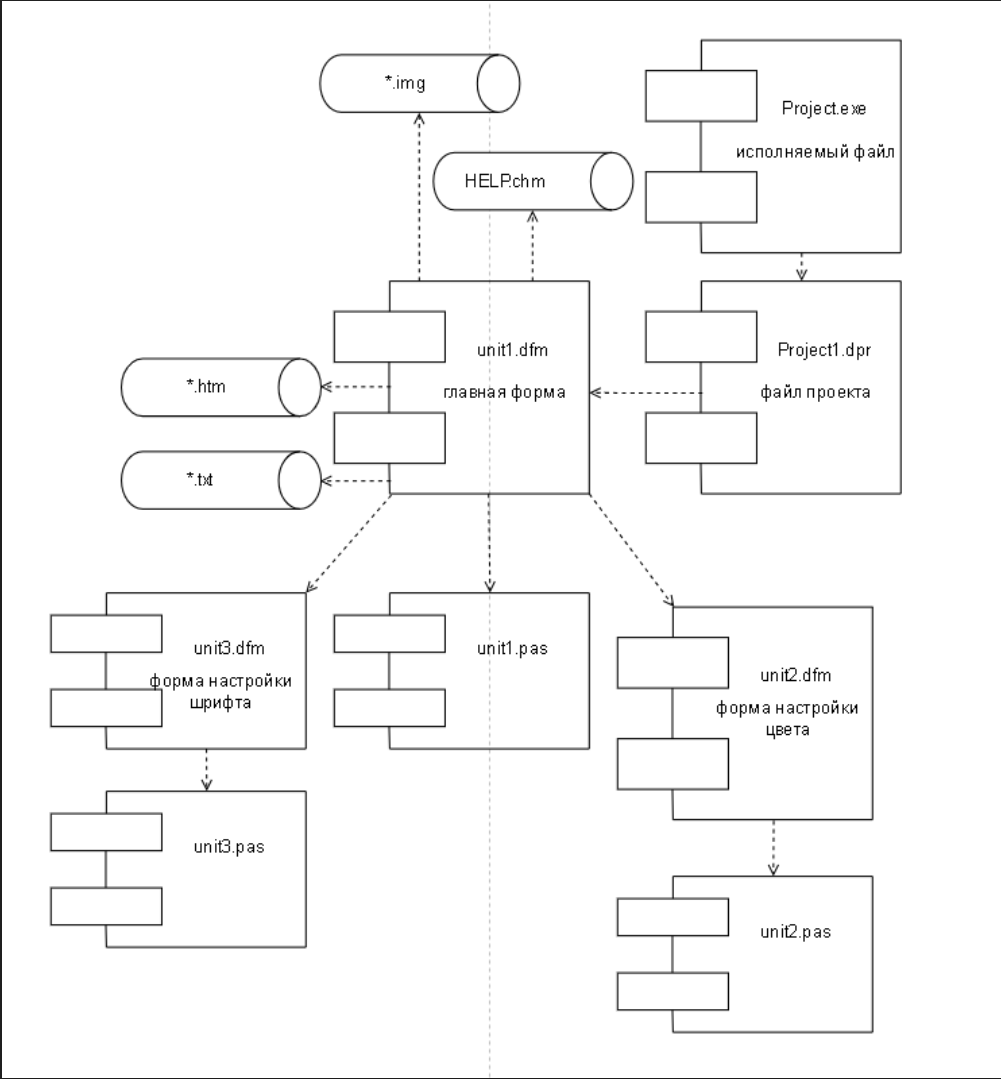 *.img
Project.exe
исполняемый файл
HELP.chm
unit1.dfm
главная форма
Project1.dpr
файл проекта
*.htm
*.txt
unit3.dfm
форма настройки
шрифта
unit1.pas
unit2.dfm
форма настройки
цвета
unit3.pas
unit2.pas